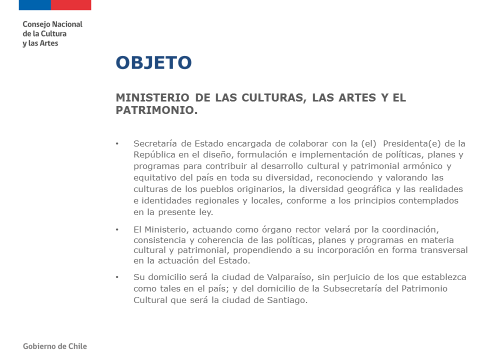 Consejo Nacional
de la Cultura
y las Artes
OBJETO
MINISTERIO DE LAS CULTURAS, LAS ARTES Y EL
PATRIMONIO.
• Secretaría de Estado encargada de colaborar con la (el) Presidenta(e) de la
República en el diseño, formulación e implementación de políticas, planes y
programas para contribuir al desarrollo cultural y patrimonial armónico y
equitativo del país en toda su diversidad, reconociendo y valorando las
culturas de los pueblos originarios, la diversidad geográfica y las realidades
e identidades regionales y locales, conforme a los principios contemplados
en la presente ley.
• El Ministerio, actuando como órgano rector velará por la coordinación,
consistencia y coherencia de las políticas, planes y programas en materia
cultural y patrimonial, propendiendo a su incorporación en forma transversal
en la actuación del Estado.
• Su domicilio será la ciudad de Valparaíso, sin perjuicio de los que establezca
como tales en el país; y del domicilio de la Subsecretaría del Patrimonio
Cultural que será la ciudad de Santiago.
Gobierno de Chile